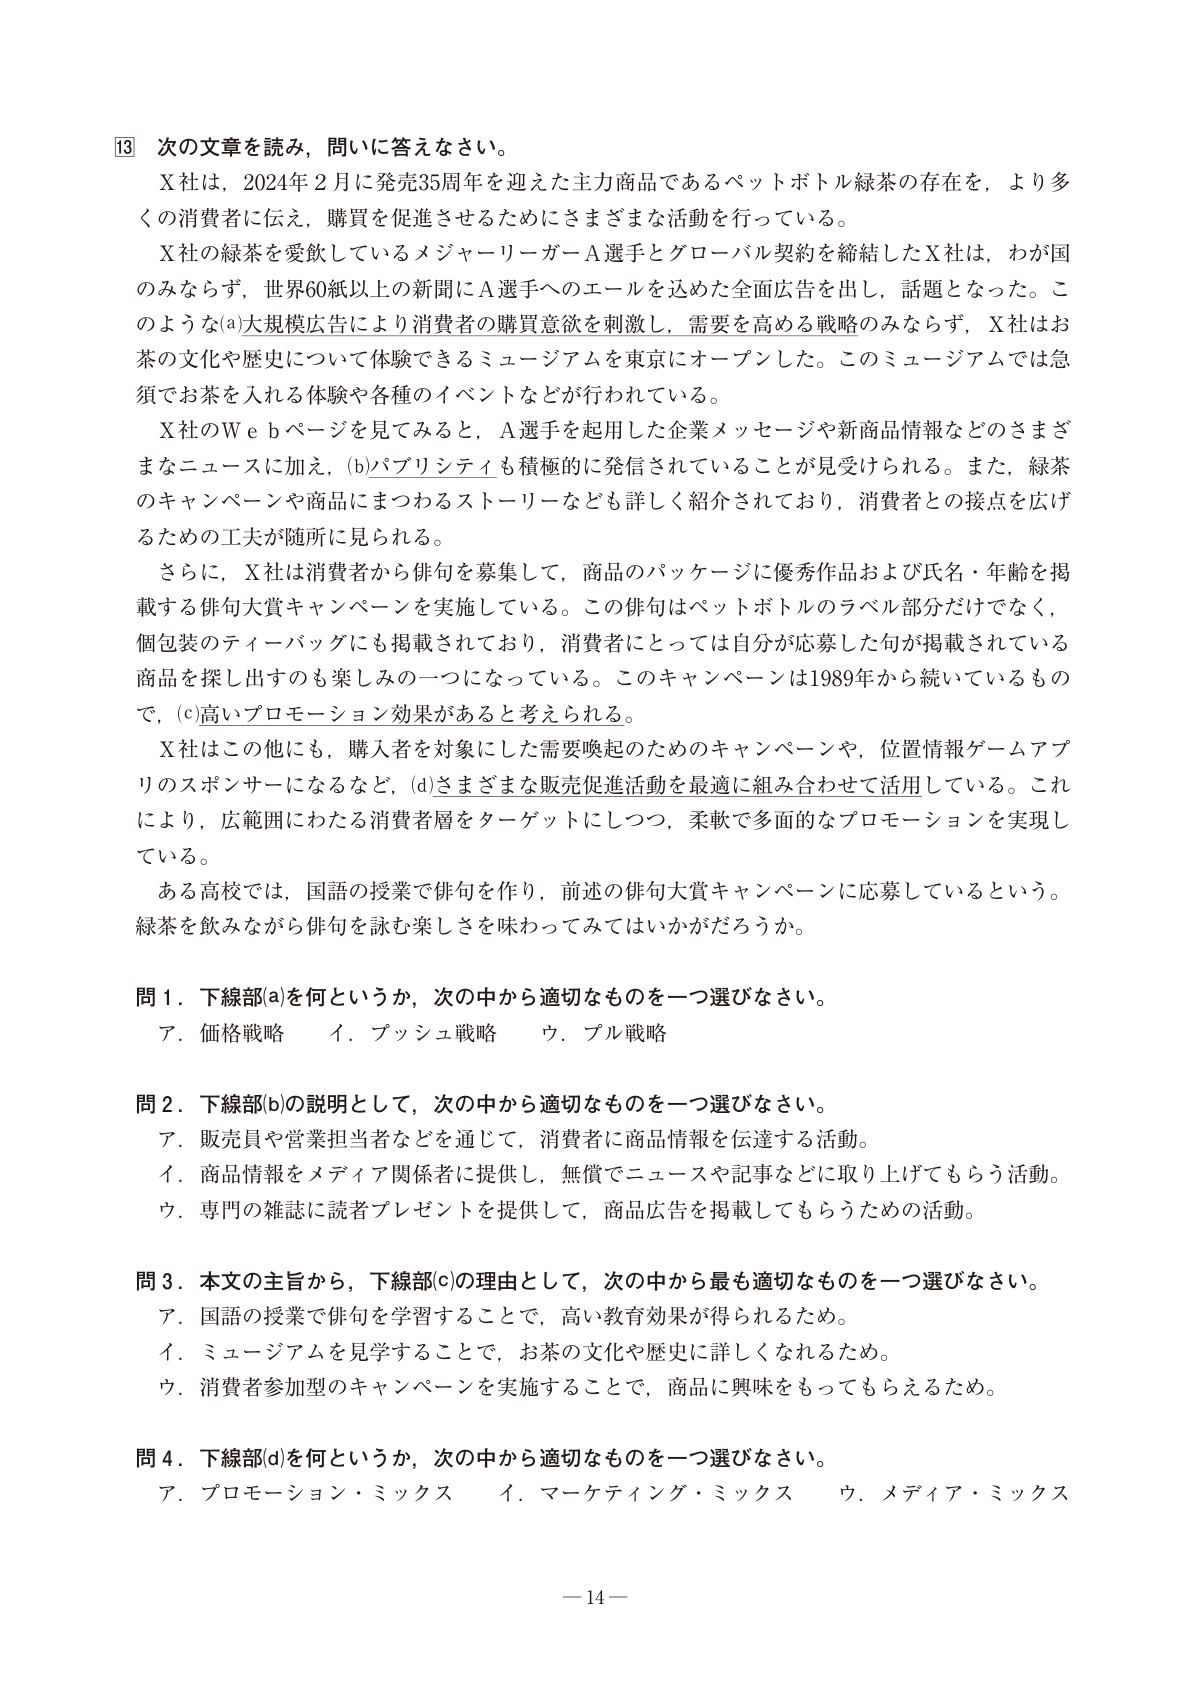 13 次の文章を読み，問いに答えなさい。
Ｘ社は，2024年２月に発売35周年を迎えた主力商品であるペットボトル緑茶の存在を，より多
くの消費者に伝え，購買を促進させるためにさまざまな活動を行っている。
Ｘ社の緑茶を愛飲しているメジャーリーガーＡ選手とグローバル契約を締結したＸ社は，わが国
のみならず，世界60紙以上の新聞にＡ選手へのエールを込めた全面広告を出し，話題となった。こ
のような(a)大規模広告により消費者の購買意欲を刺激し，需要を高める戦略のみならず，Ｘ社はお
茶の文化や歴史について体験できるミュージアムを東京にオープンした。このミュージアムでは急
須でお茶を入れる体験や各種のイベントなどが行われている。
Ｘ社のＷｅｂページを見てみると，Ａ選手を起用した企業メッセージや新商品情報などのさまざ
まなニュースに加え，(b)パブリシティも積極的に発信されていることが見受けられる。また，緑茶
のキャンペーンや商品にまつわるストーリーなども詳しく紹介されており，消費者との接点を広げ
るための工夫が随所に見られる。
さらに，Ｘ社は消費者から俳句を募集して，商品のパッケージに優秀作品および氏名・年齢を掲
載する俳句大賞キャンペーンを実施している。この俳句はペットボトルのラベル部分だけでなく，
個包装のティーバッグにも掲載されており，消費者にとっては自分が応募した句が掲載されている
商品を探し出すのも楽しみの一つになっている。このキャンペーンは1989年から続いているもの
で，(c)高いプロモーション効果があると考えられる。
Ｘ社はこの他にも，購入者を対象にした需要喚起のためのキャンペーンや，位置情報ゲームアプ
リのスポンサーになるなど，(d)さまざまな販売促進活動を最適に組み合わせて活用している。これ
により，広範囲にわたる消費者層をターゲットにしつつ，柔軟で多面的なプロモーションを実現し
ている。
ある高校では，国語の授業で俳句を作り，前述の俳句大賞キャンペーンに応募しているという。
緑茶を飲みながら俳句を詠む楽しさを味わってみてはいかがだろうか。
問１．下線部(a)を何というか，次の中から適切なものを一つ選びなさい。
ア．価格戦略　　イ．プッシュ戦略　　ウ．プル戦略
問２．下線部(b)の説明として，次の中から適切なものを一つ選びなさい。
ア．販売員や営業担当者などを通じて，消費者に商品情報を伝達する活動。
イ．商品情報をメディア関係者に提供し，無償でニュースや記事などに取り上げてもらう活動。
ウ．専門の雑誌に読者プレゼントを提供して，商品広告を掲載してもらうための活動。
問３．本文の主旨から，下線部(c)の理由として，次の中から最も適切なものを一つ選びなさい。
ア．国語の授業で俳句を学習することで，高い教育効果が得られるため。
イ．ミュージアムを見学することで，お茶の文化や歴史に詳しくなれるため。
ウ．消費者参加型のキャンペーンを実施することで，商品に興味をもってもらえるため。
問４．下線部(d)を何というか，次の中から適切なものを一つ選びなさい。
ア．プロモーション・ミックス　　イ．マーケティング・ミックス　　ウ．メディア・ミックス
― 14 ―